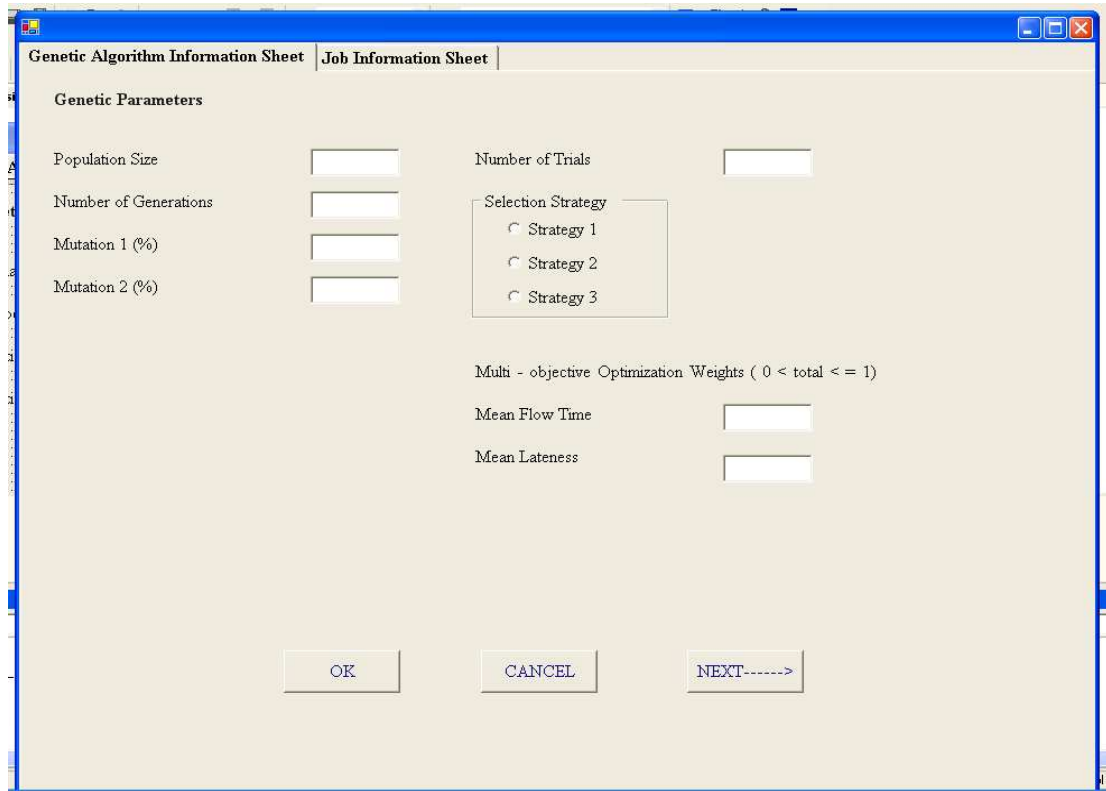 Genetic Algorithm Information Sheet
Job Information Sheet
Genetic Parameters
Population Size
Number of Trials
Number of Generations
Selection Strategy
Strategy 1
Mutation 1 (%)
Strategy 2
Mutation 2 (%)
Strategy 3
Multi - objective Optimization Weights ( 0 < total < = 1)
Mean Flow Time
Mean Lateness
OK
CANCEL
NEXT------>